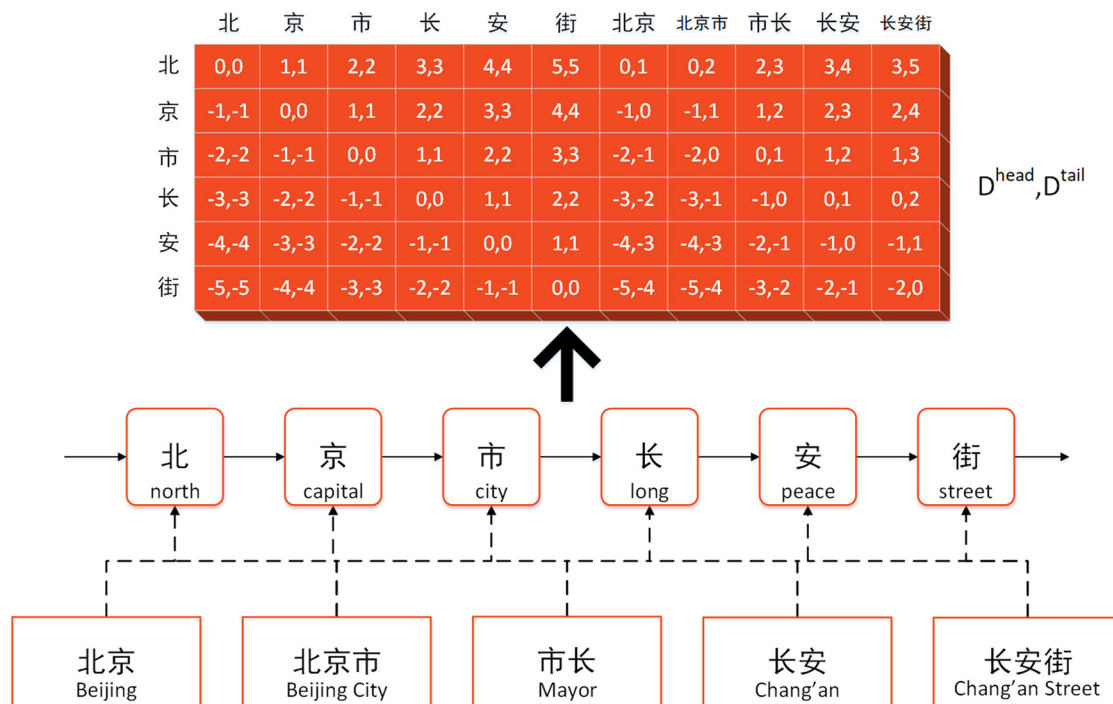 北 京 市 长 安 街 北京 北京市 市长 长安 长安街
北 0,0 1,1 2,2 3,3 4,4 5,5 0,1 0,2 2,3 3,4 3,5
京 -1,-1 0,0 1,1 2,2 3,3 4,4 -1,0 -1,1 1,2 2,3 2,4
市 -2,-2 -1,-1 0,0 1,1 2,2 3,3 -2,-1 -2,0 0,1 1,2 1,3
长 -3,-3 -2,-2 -1,-1 0,0 1,1 2,2 -3,-2 -3,-1 -1,0 0,1 0,2
安 -4,-4 -3,-3 -2,-2 -1,-1 0,0 1,1 -4,-3 -4,-3 -2,-1 -1,0 -1,1
街 -5,-5 -4,-4 -3,-3 -2,-2 -1,-1 0,0 -5,-4 -5,-4 -3,-2 -2,-1 -2,0
D^head,D^tail
北 京 市 长 安 街
north capital city long peace street
北京 北京市 市长 长安 长安街
Beijing Beijing City Mayor Chang'an Chang'an Street